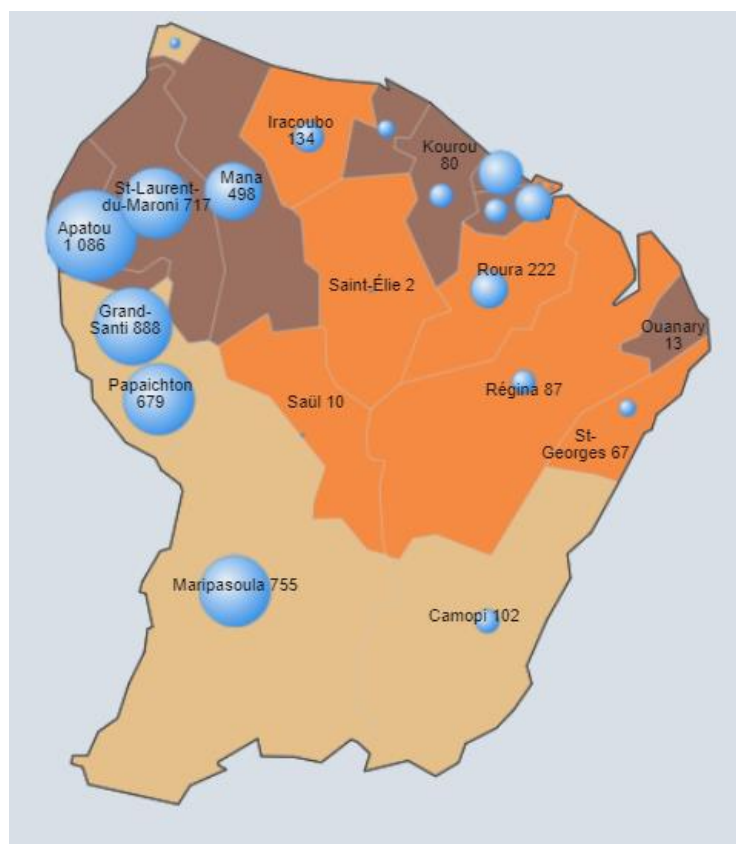 Iracoubo
134
Kourou
80
St-Laurent-
du-Maroni 717
Mana
498
Apatou
1 086
Saint-Élie 2
Roura 222
Grand-
Santi 888
Ouanary
13
Papaichton
679
Saül 10
Régina 87
St-
Georges 67
Maripasoula 755
Camopi 102